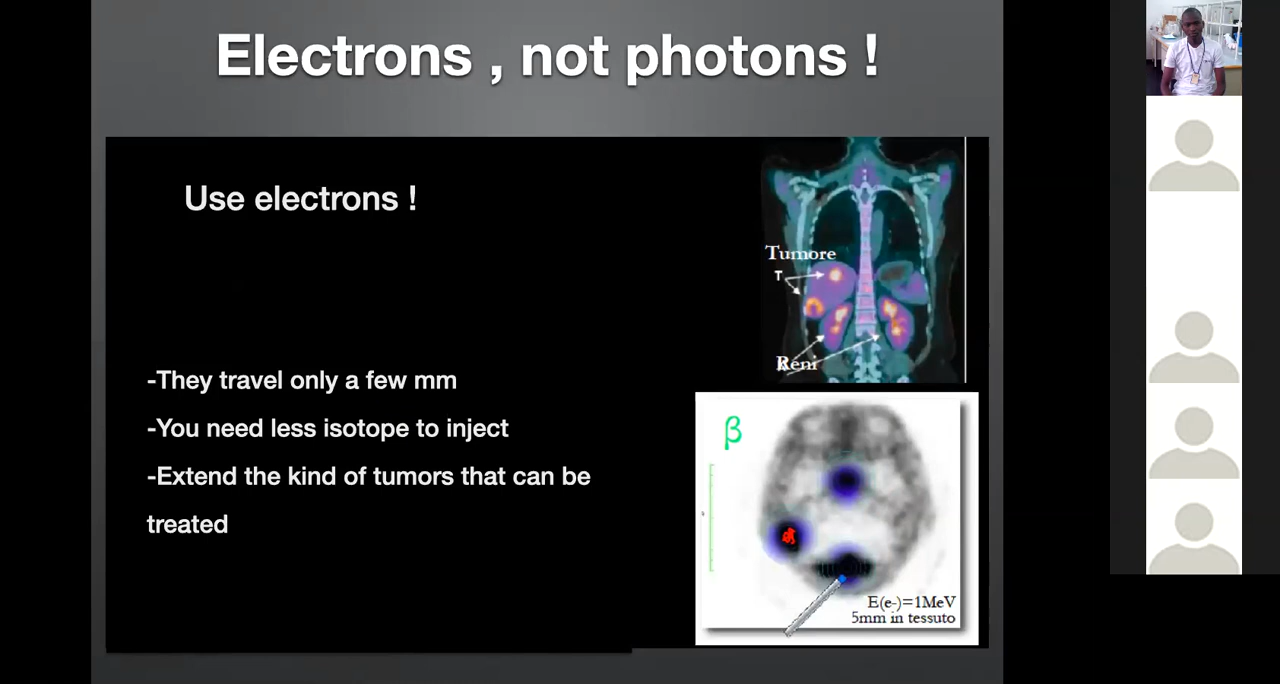 Electrons , not photons !
Use electrons !
-They travel only a few mm
-You need less isotope to inject
-Extend the kind of tumors that can be
treated
Tumore
T
Reni
β
E(e-)=1MeV
5mm in tessuto